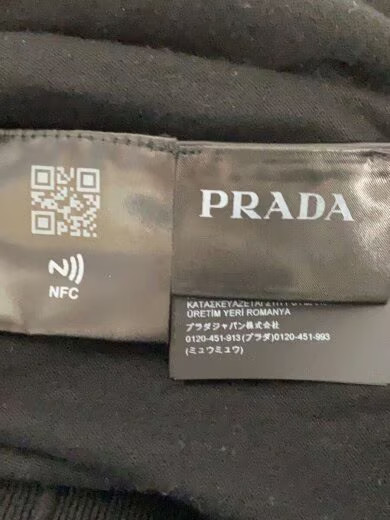 PRADA
NFC
ÜRETİM YERİ ROMANYA
プラダジャパン株式会社
0120-451-913(プラダ)0120-451-993
(ミュウミュウ)